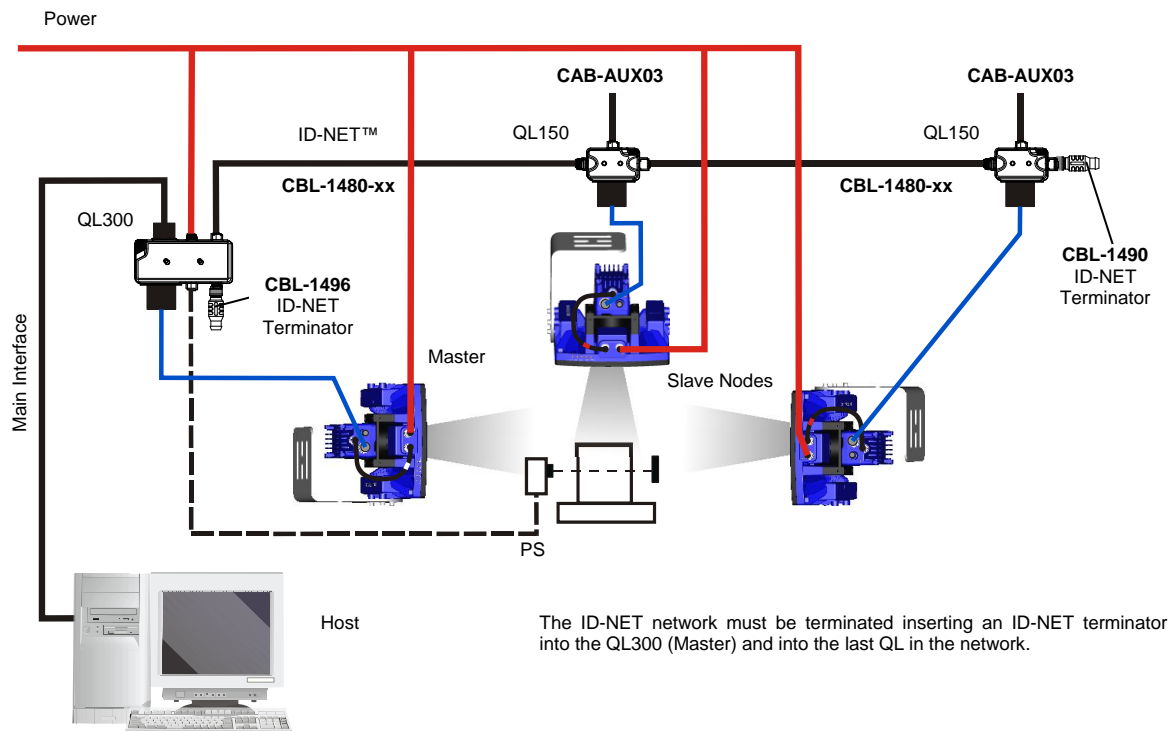 Power
CAB-AUX03
CAB-AUX03
ID-NET™
QL150
QL150
CBL-1480-xx
CBL-1480-xx
QL300
CBL-1496
ID-NET
Terminator
CBL-1490
ID-NET
Terminator
Main Interface
Master
Slave Nodes
PS
Host
The ID-NET network must be terminated inserting an ID-NET terminator
into the QL300 (Master) and into the last QL in the network.